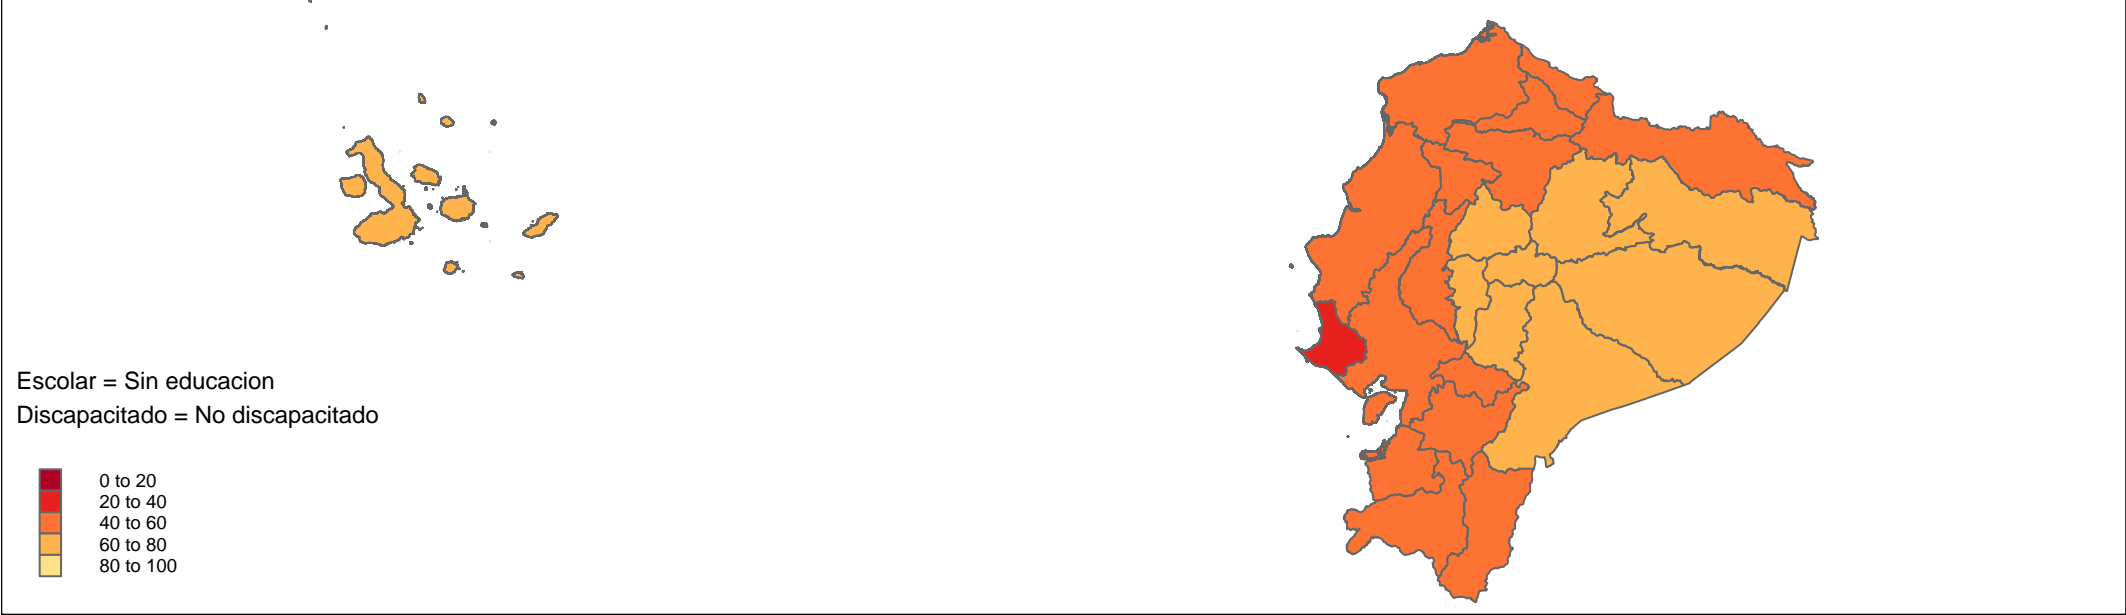 Escolar = Sin educacion
Discapacitado = No discapacitado
0 to 20
20 to 40
40 to 60
60 to 80
80 to 100